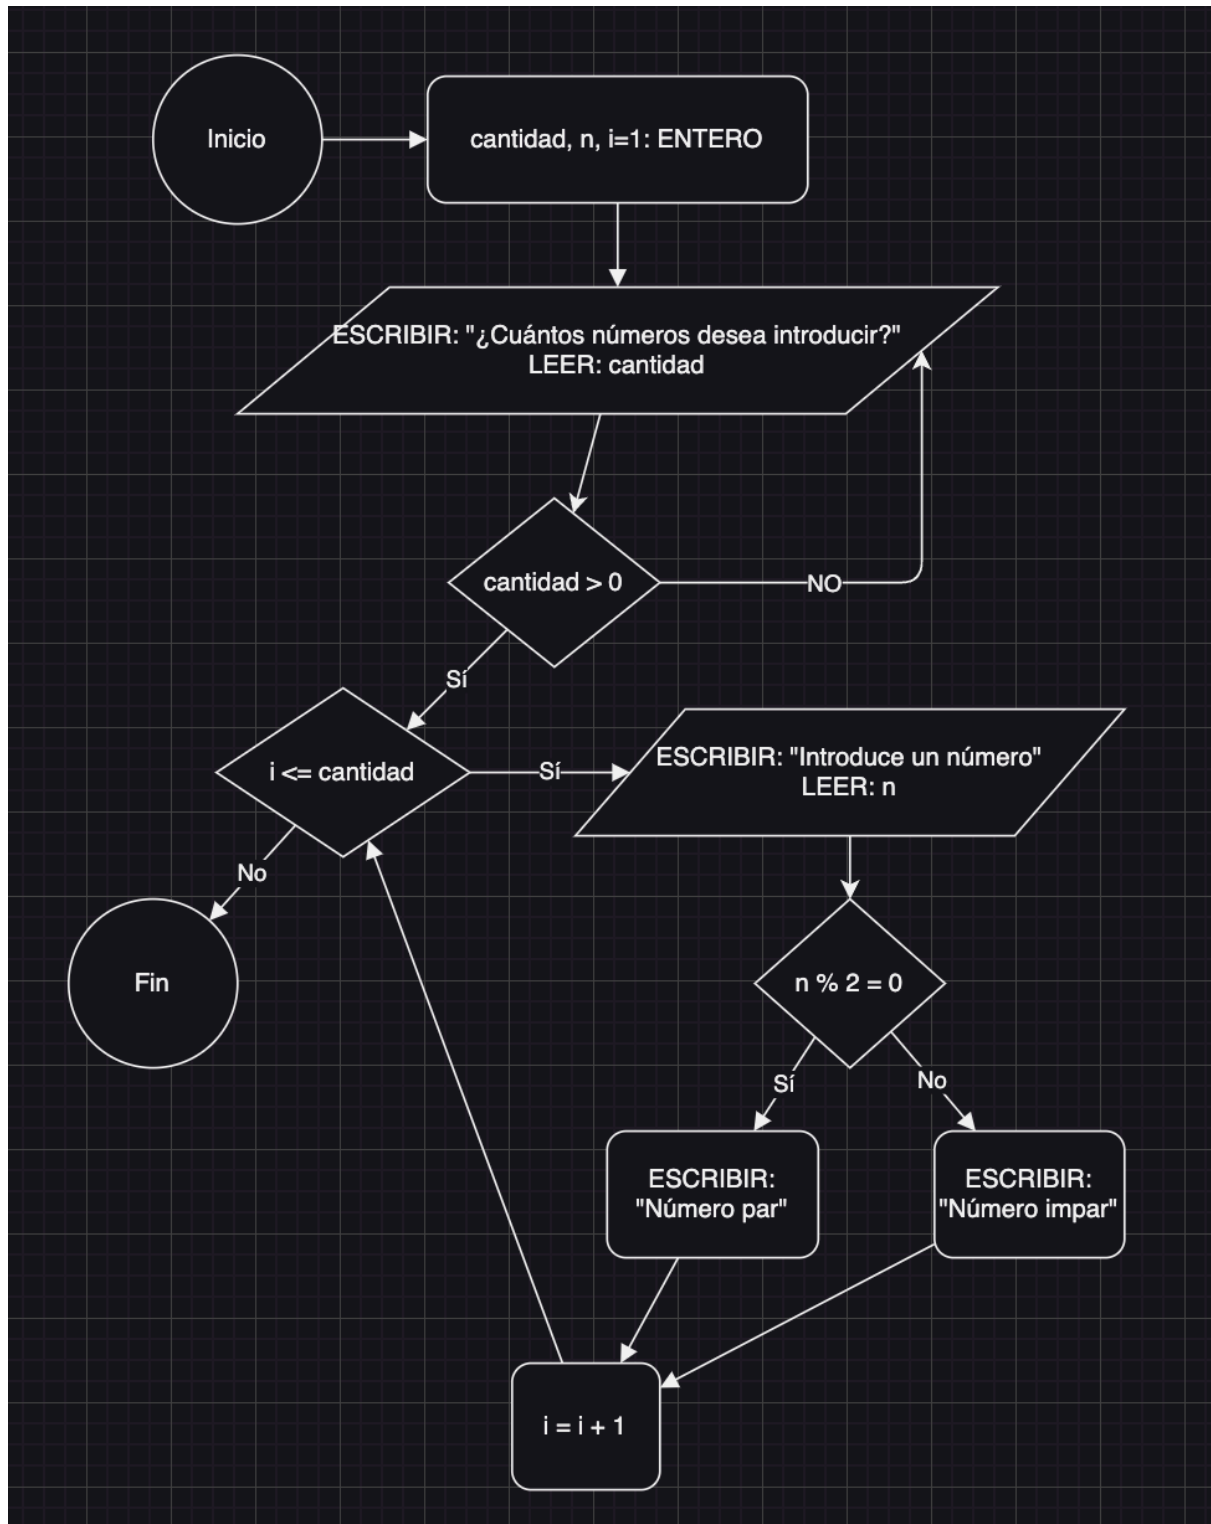 Inicio
cantidad, n, i=1: ENTERO
ESCRIBIR: "¿Cuántos números desea introducir?"
LEER: cantidad
cantidad > 0
NO
Sí
i <= cantidad
Sí
ESCRIBIR: "Introduce un número"
LEER: n
No
Fin
n % 2 = 0
Sí
No
ESCRIBIR:
"Número par"
ESCRIBIR:
"Número impar"
i = i + 1